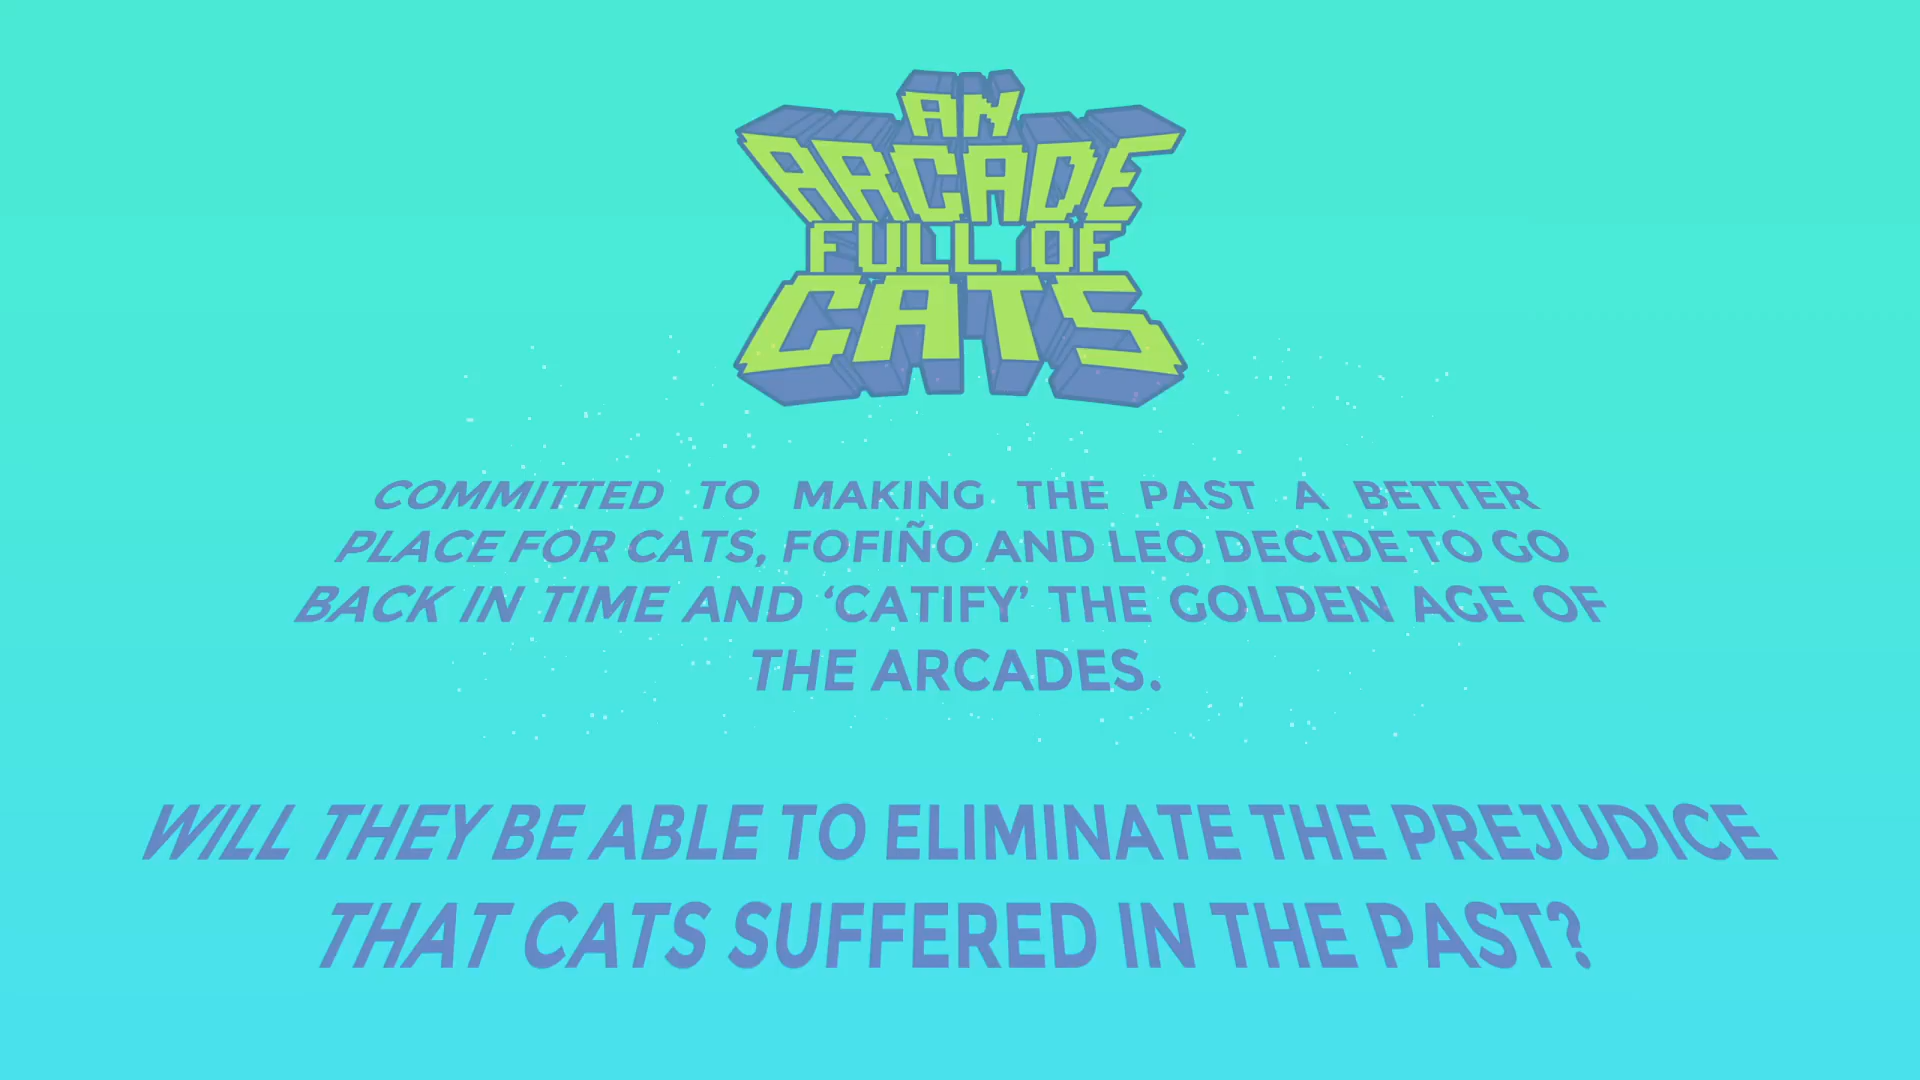 AN
ARCADE
FULL OF
CATS
COMMITTED TO MAKING THE PAST A BETTER
PLACE FOR CATS, FOFIÑO AND LEO DECIDE TO GO
BACK IN TIME AND ‘CATIFY’ THE GOLDEN AGE OF
THE ARCADES.
WILL THEY BE ABLE TO ELIMINATE THE PREJUDICE
THAT CATS SUFFERED IN THE PAST?